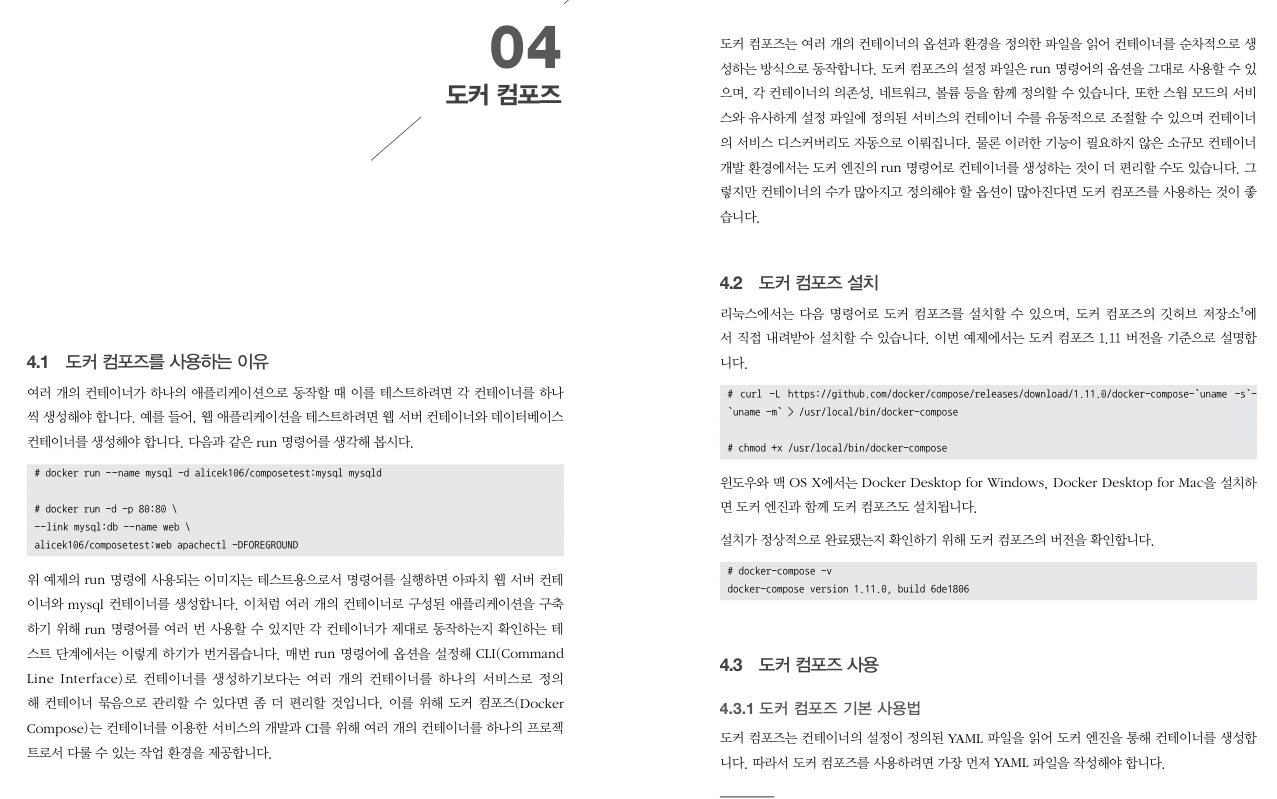 04
도커 컴포즈
4.1 도커 컴포즈를 사용하는 이유
여러 개의 컨테이너가 하나의 애플리케이션으로 동작할 때 이를 테스트하려면 각 컨테이너를 하나
씩 생성해야 합니다. 예를 들어, 웹 애플리케이션을 테스트하려면 웹 서버 컨테이너와 데이터베이스
컨테이너를 생성해야 합니다. 다음과 같은 run 명령어를 생각해 봅시다.
# docker run --name mysql -d alicek106/composetest:mysql mysqld
# docker run -d -p 80:80 \
--link mysql:db --name web \
alicek106/composetest:web apachectl -DFOREGROUND
위 예제의 run 명령에 사용되는 이미지는 테스트용으로서 명령어를 실행하면 아파치 웹 서버 컨테
이너와 mysql 컨테이너를 생성합니다. 이처럼 여러 개의 컨테이너로 구성된 애플리케이션을 구축
하기 위해 run 명령어를 여러 번 사용할 수 있지만 각 컨테이너가 제대로 동작하는지 확인하는 테
스트 단계에서는 이렇게 하기가 번거롭습니다. 매번 run 명령어에 옵션을 설정해 CLI(Command
Line Interface)로 컨테이너를 생성하기보다는 여러 개의 컨테이너를 하나의 서비스로 정의
해 컨테이너 묶음으로 관리할 수 있다면 좀 더 편리할 것입니다. 이를 위해 도커 컴포즈(Docker
Compose)는 컨테이너를 이용한 서비스의 개발과 CI를 위해 여러 개의 컨테이너를 하나의 프로젝
트로서 다룰 수 있는 작업 환경을 제공합니다.
도커 컴포즈는 여러 개의 컨테이너의 옵션과 환경을 정의한 파일을 읽어 컨테이너를 순차적으로 생
성하는 방식으로 동작합니다. 도커 컴포즈의 설정 파일은 run 명령어의 옵션을 그대로 사용할 수 있
으며, 각 컨테이너의 의존성, 네트워크, 볼륨 등을 함께 정의할 수 있습니다. 또한 스웜 모드의 서비
스와 유사하게 설정 파일에 정의된 서비스의 컨테이너 수를 유동적으로 조절할 수 있으며 컨테이너
의 서비스 디스커버리도 자동으로 이뤄집니다. 물론 이러한 기능이 필요하지 않은 소규모 컨테이너
개발 환경에서는 도커 엔진의 run 명령어로 컨테이너를 생성하는 것이 더 편리할 수도 있습니다. 그
렇지만 컨테이너의 수가 많아지고 정의해야 할 옵션이 많아진다면 도커 컴포즈를 사용하는 것이 좋
습니다.
4.2 도커 컴포즈 설치
리눅스에서는 다음 명령어로 도커 컴포즈를 설치할 수 있으며, 도커 컴포즈의 깃허브 저장소1에
서 직접 내려받아 설치할 수 있습니다. 이번 예제에서는 도커 컴포즈 1.11 버전을 기준으로 설명합
니다.
# curl -L https://github.com/docker/compose/releases/download/1.11.0/docker-compose-`uname -s`-
`uname -m` > /usr/local/bin/docker-compose
# chmod +x /usr/local/bin/docker-compose
윈도우와 맥 OS X에서는 Docker Desktop for Windows, Docker Desktop for Mac을 설치하
면 도커 엔진과 함께 도커 컴포즈도 설치됩니다.
설치가 정상적으로 완료됐는지 확인하기 위해 도커 컴포즈의 버전을 확인합니다.
# docker-compose -v
docker-compose version 1.11.0, build 6de1806
4.3 도커 컴포즈 사용
4.3.1 도커 컴포즈 기본 사용법
도커 컴포즈는 컨테이너의 설정이 정의된 YAML 파일을 읽어 도커 엔진을 통해 컨테이너를 생성합
니다. 따라서 도커 컴포즈를 사용하려면 가장 먼저 YAML 파일을 작성해야 합니다.